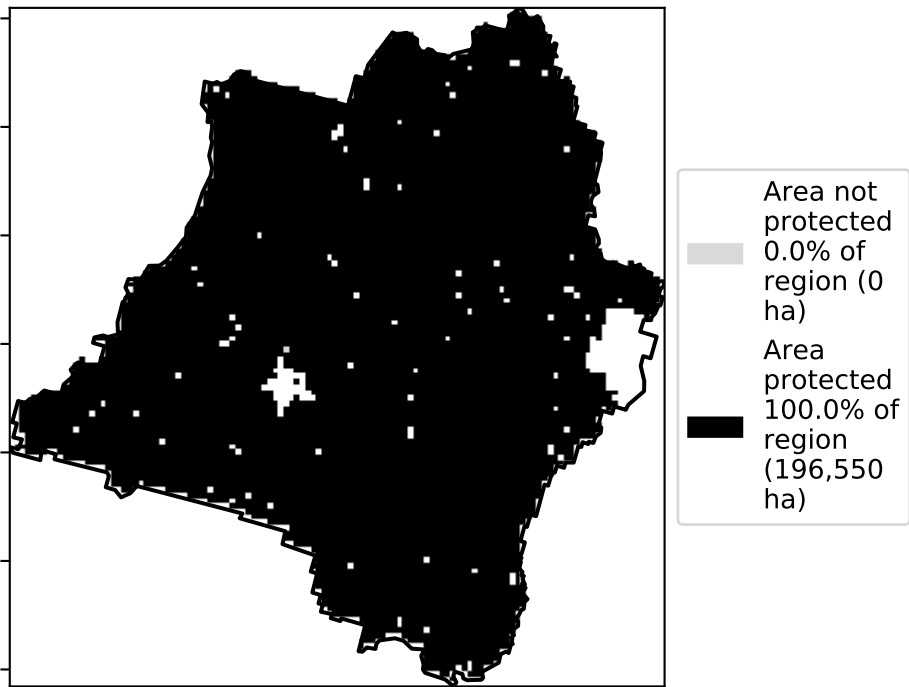 Area not
protected
0.0% of
region (0
ha)
Area
protected
100.0% of
region
(196,550
ha)